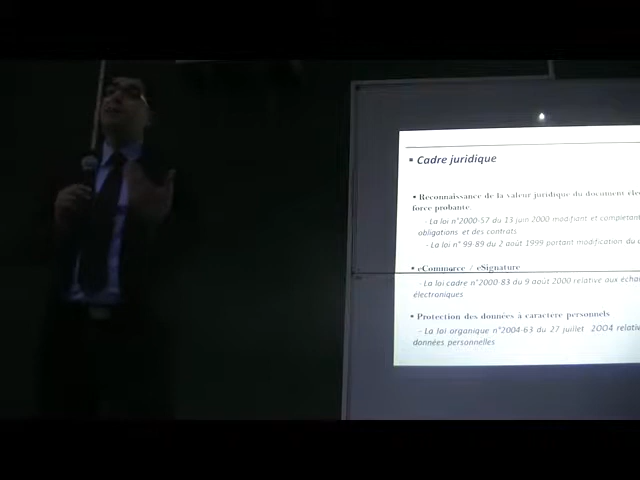 ▪ Cadre juridique
• Reconnaissance de la valeur juridique du document
force probante.
- La loi n°2000-57 du 13 juin 2000 modifiant et complétant
obligations et des contrats
- La loi n° 99-89 du 2 août 1999 portant modification du
• eCommerce / eSignature
- La loi cadre n°2000-83 du 9 août 2000 relative aux
électroniques
• Protection des données à caractère personnels
- La loi organique n°2004-63 du 27 juillet 2004
données personnelles